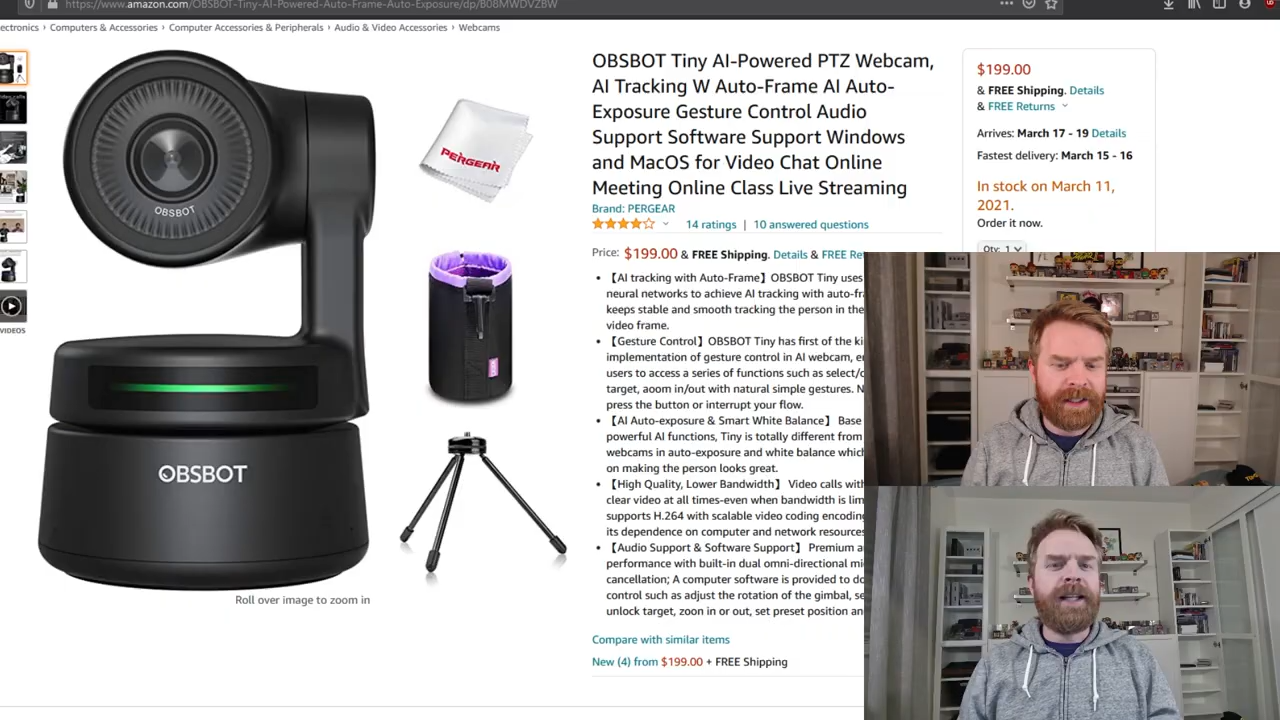 https://www.amazon.com/OBSBOT-Tiny-AI-Powered-Auto-Frame-Auto-Exposure/dp/B08MWDVZBW
ectronics › Computers & Accessories › Computer Accessories & Peripherals › Audio & Video Accessories › Webcams
OBSBOT Tiny AI-Powered PTZ Webcam,
AI Tracking W Auto-Frame AI Auto-
Exposure Gesture Control Audio
Support Software Support Windows
and MacOS for Video Chat Online
Meeting Online Class Live Streaming
Brand: PERGEAR
14 ratings | 10 answered questions
Price: $199.00 & FREE Shipping. Details & FREE Re
• 【AI tracking with Auto-Frame】OBSBOT Tiny uses
neural networks to achieve AI tracking with auto-fr
keeps stable and smooth tracking the person in the
video frame.
• 【Gesture Control】OBSBOT Tiny has first of the ki
implementation of gesture control in AI webcam, e
users to access a series of functions such as select/c
target, aoom in/out with natural simple gestures. N
press the button or interrupt your flow.
• 【AI Auto-exposure & Smart White Balance】 Base
powerful AI functions, Tiny is totally different from
webcams in auto-exposure and white balance which
on making the person looks great.
• 【High Quality, Lower Bandwidth】 Video calls with
clear video at all times-even when bandwidth is lim
supports H.264 with scalable video coding encoding
its dependence on computer and network resources
• 【Audio Support & Software Support】 Premium a
performance with built-in dual omni-directional mi
cancellation; A computer software is provided to do
control such as adjust the rotation of the gimbal, se
unlock target, zoon in or out, set preset position an
Compare with similar items
New (4) from $199.00 + FREE Shipping
$199.00
& FREE Shipping. Details
& FREE Returns
Arrives: March 17 - 19 Details
Fastest delivery: March 15 - 16
In stock on March 11,
2021.
Order it now.
Qty: 1
VIDEOS
OBSBOT
PERGEAR
OBSBOT
Roll over image to zoom in